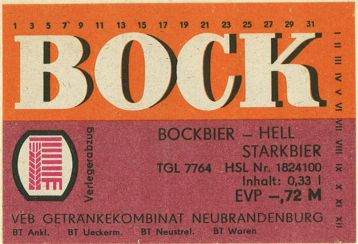 1 3 5 7 9 11 13 15 17 19 21 23 25 27 29 31
BOCK
I II III IV V VI VII VIII IX X XI XII
Verlegerabzug
BOCKBIER – HELL
STARKBIER
TGL 7764 HSL Nr. 1824100
Inhalt: 0,33 l
EVP –,72 M
VEB GETRÄNKEKOMBINAT NEUBRANDENBURG
BT Ankl. BT Ueckerm. BT Neustrel. BT Waren